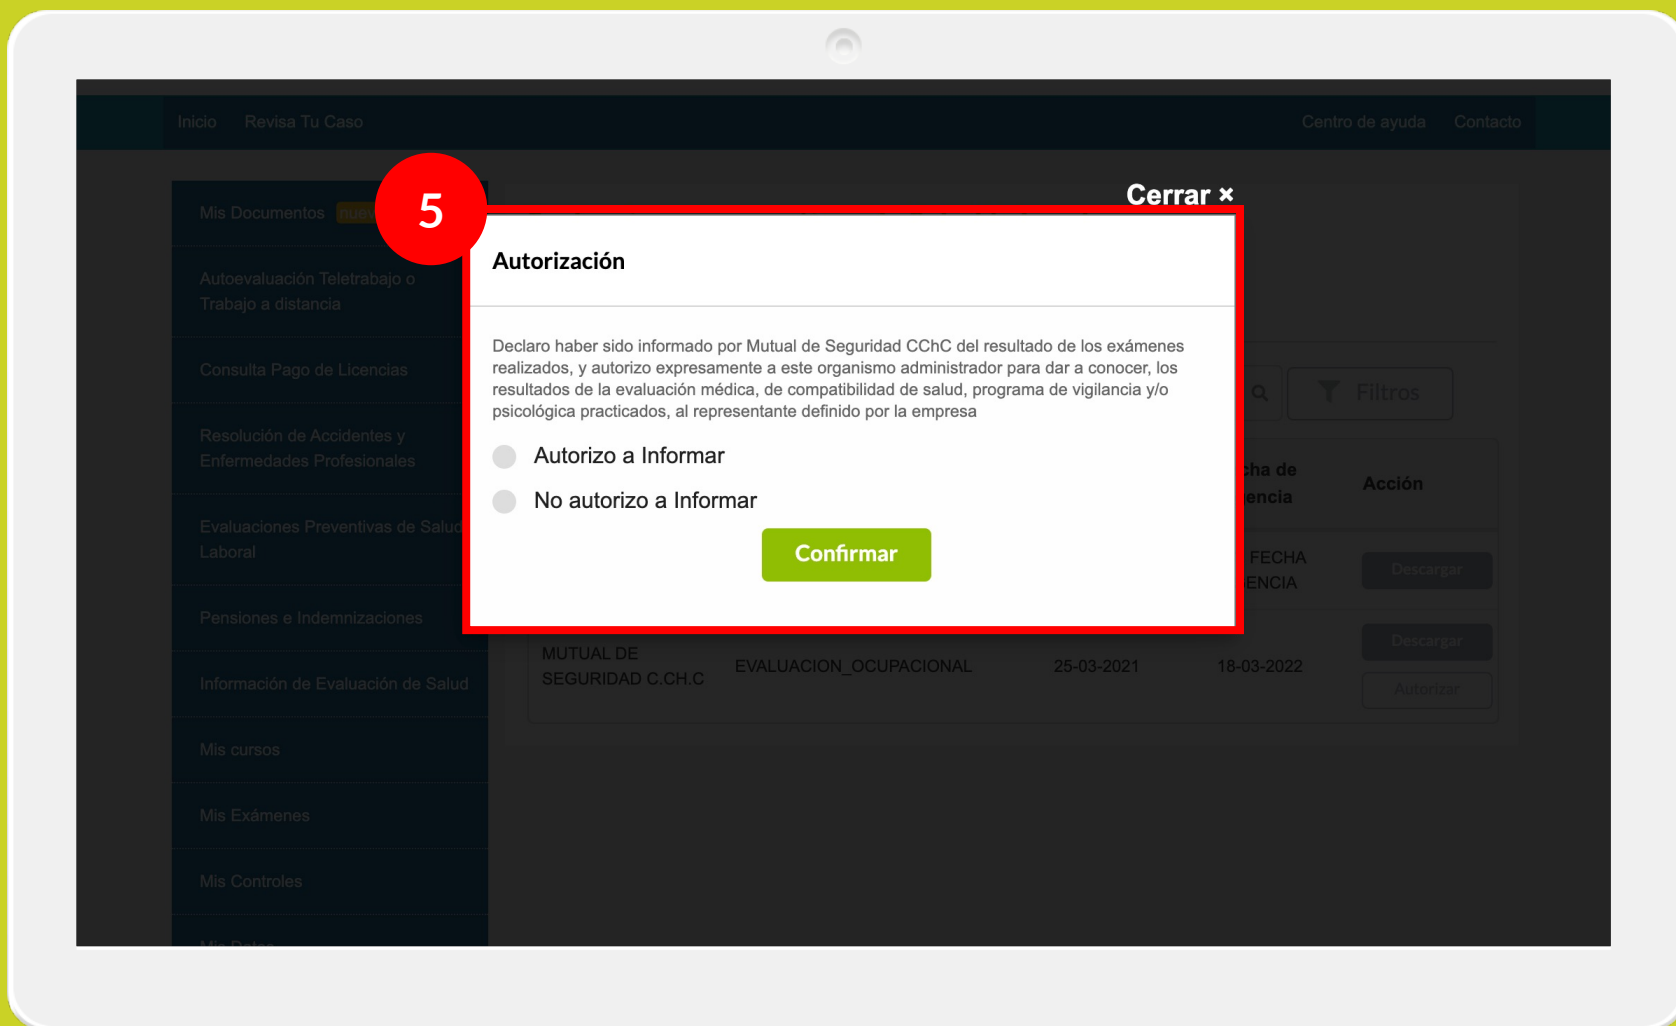 Inicio Revisa Tu Caso Centro de ayuda Contacto
5
Cerrar ×
Mis Documentos
Autoevaluación Teletrabajo o
Trabajo a distancia
Consulta Pago de Licencias
Resolución de Accidentes y
Enfermedades Profesionales
Evaluaciones Preventivas de Salud
Laboral
Pensiones e Indemnizaciones
Información de Evaluación de Salud
Mis cursos
Mis Exámenes
Mis Controles
Autorización
Declaro haber sido informado por Mutual de Seguridad CChC del resultado de los exámenes
realizados, y autorizo expresamente a este organismo administrador para dar a conocer, los
resultados de la evaluación médica, de compatibilidad de salud, programa de vigilancia y/o
psicológica practicados, al representante definido por la empresa
Autorizo a Informar
No autorizo a Informar
Confirmar
Filtros
Acción
FECHA
Descargar
MUTUAL DE
SEGURIDAD C.CH.C
EVALUACION_OCUPACIONAL 25-03-2021 18-03-2022
Descargar
Autorizar